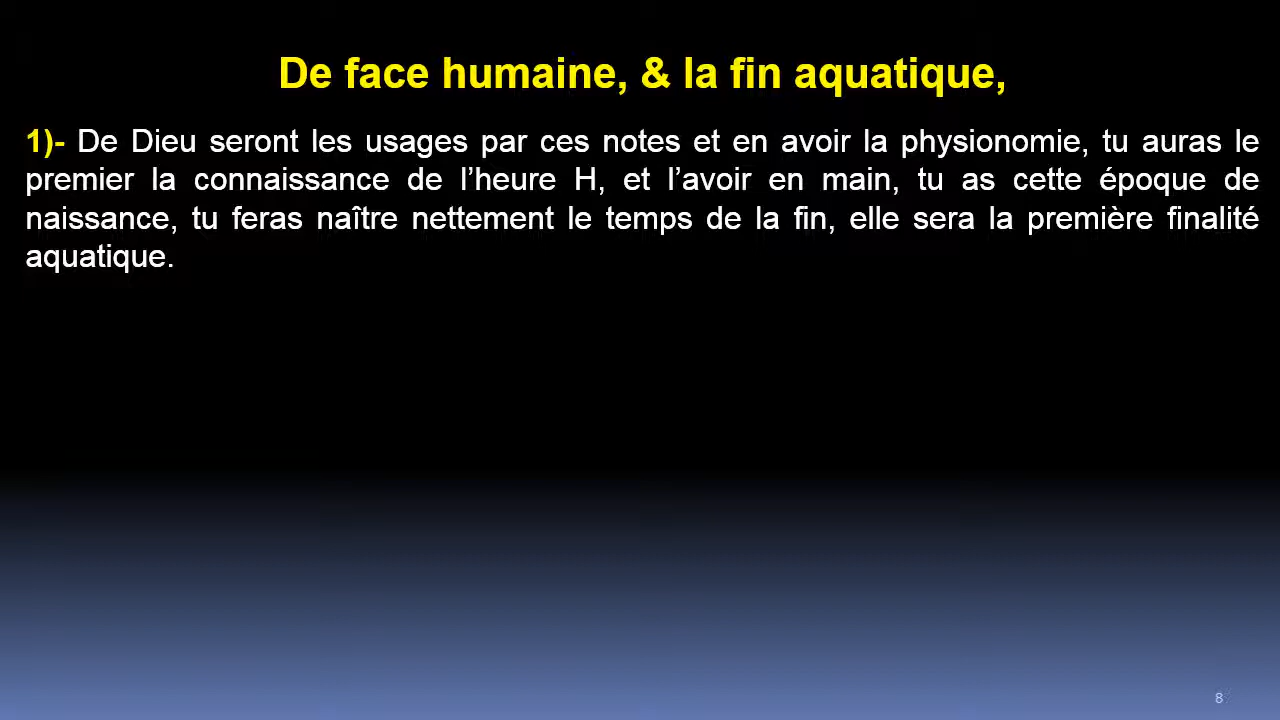 De face humaine, & la fin aquatique,
1)- De Dieu seront les usages par ces notes et en avoir la physionomie, tu auras le
premier la connaissance de l’heure H, et l’avoir en main, tu as cette époque de
naissance, tu feras naître nettement le temps de la fin, elle sera la première finalité
aquatique.
8